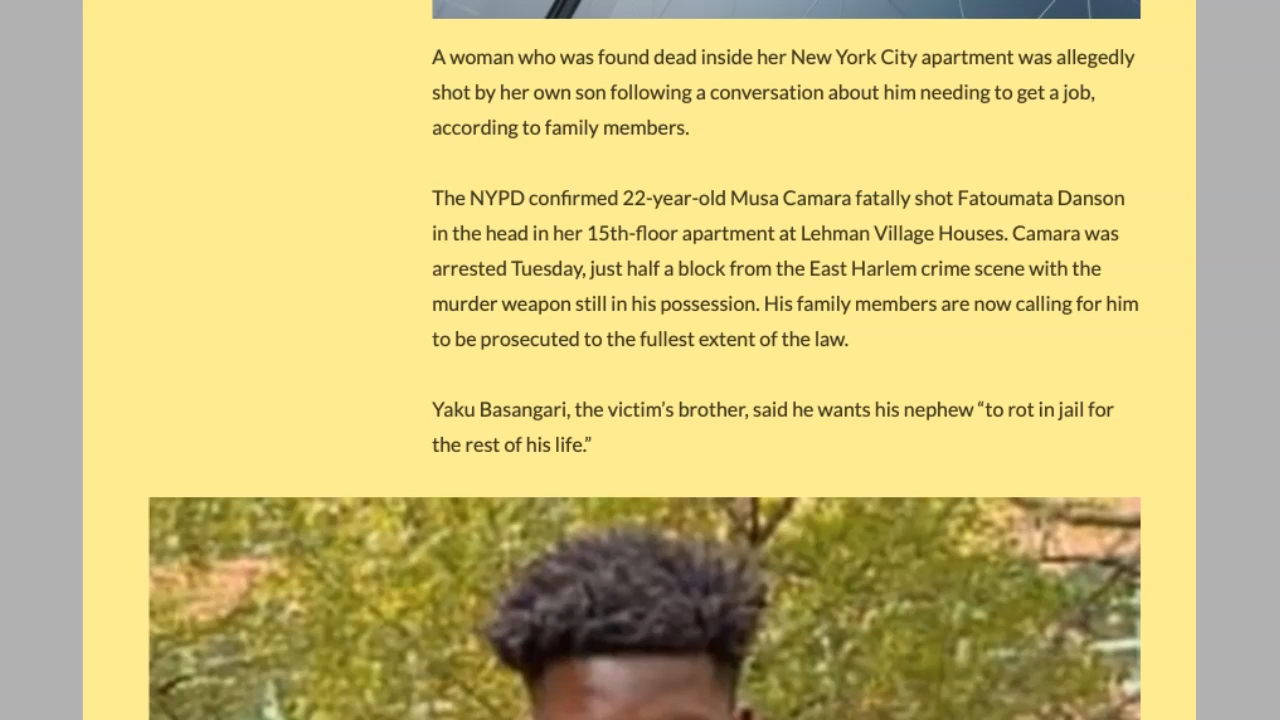 A woman who was found dead inside her New York City apartment was allegedly
shot by her own son following a conversation about him needing to get a job,
according to family members.
The NYPD confirmed 22-year-old Musa Camara fatally shot Fatoumata Danson
in the head in her 15th-floor apartment at Lehman Village Houses. Camara was
arrested Tuesday, just half a block from the East Harlem crime scene with the
murder weapon still in his possession. His family members are now calling for him
to be prosecuted to the fullest extent of the law.
Yaku Basangari, the victim’s brother, said he wants his nephew “to rot in jail for
the rest of his life.”